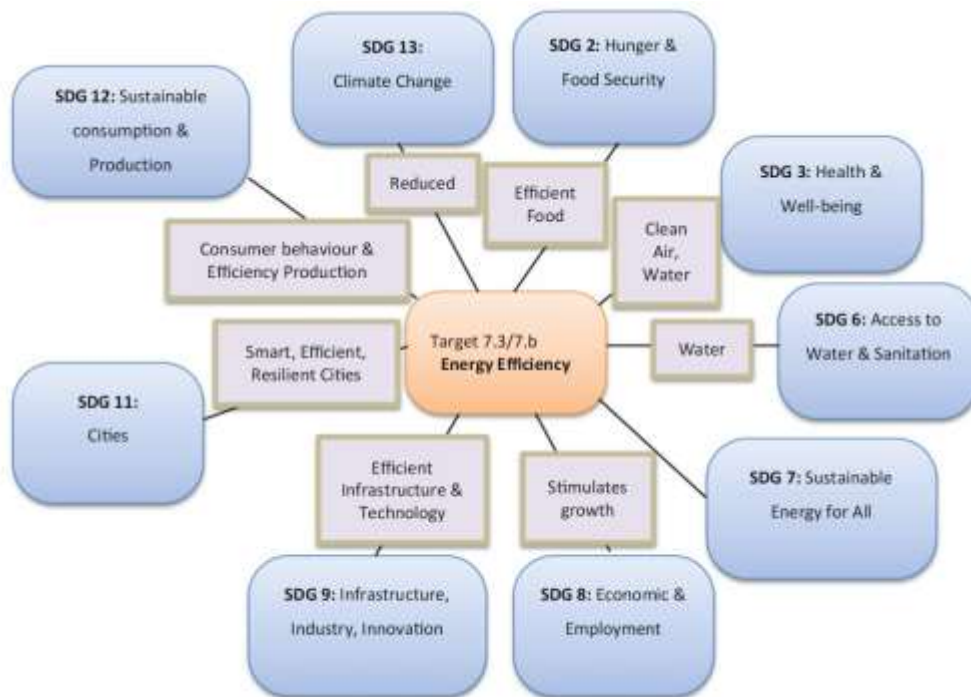 SDG 13:
Climate Change
SDG 2: Hunger &
Food Security
SDG 12: Sustainable
consumption &
Production
SDG 3: Health &
Well-being
Reduced
Efficient
Food
Clean
Air,
Water
Consumer behaviour &
Efficiency Production
Target 7.3/7.b
Energy Efficiency
Smart, Efficient,
Resilient Cities
Water
SDG 6: Access to
Water & Sanitation
SDG 11:
Cities
Efficient
Infrastructure &
Technology
Stimulates
growth
SDG 7: Sustainable
Energy for All
SDG 9: Infrastructure,
Industry, Innovation
SDG 8: Economic &
Employment